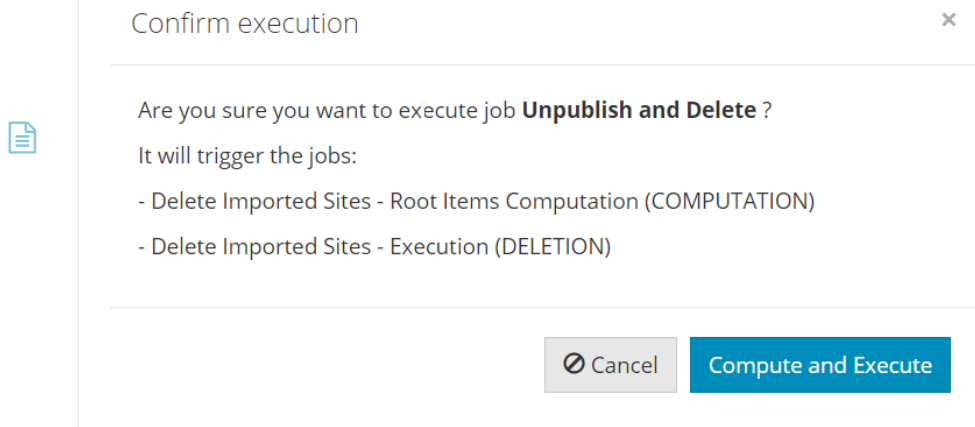 Confirm execution
Are you sure you want to execute job Unpublish and Delete ?
It will trigger the jobs:
- Delete Imported Sites - Root Items Computation (COMPUTATION)
- Delete Imported Sites - Execution (DELETION)
Cancel
Compute and Execute